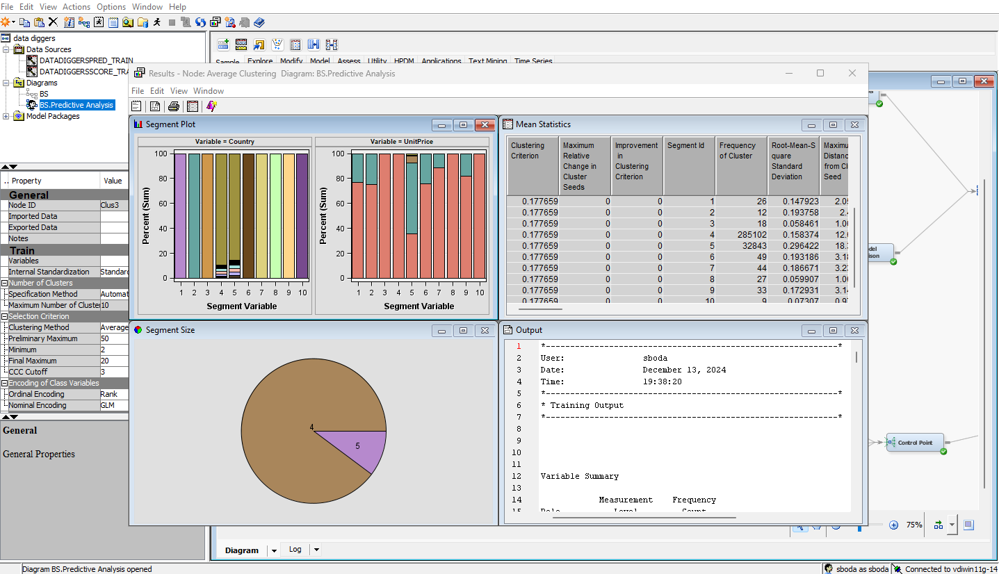 File Edit View Actions Options Window Help
data diggers
Data Sources
DATADIGGERSPRED_TRAIN
DATADIGGERSSCORE_TRA
Diagrams
BS
BS.Predictive Analysis
Model Packages
Sample Explore Modify Model Assess Utility HPDM Applications Text Mining Time Series
.. Property Value
General
Node ID Clus3
Imported Data
Exported Data
Notes
Train
Variables
Internal Standardization Standard
Number of Clusters
Specification Method Automat
Maximum Number of Cluster 10
Selection Criterion
Clustering Method Average
Preliminary Maximum 50
Minimum 2
Final Maximum 20
CCC Cutoff 3
Encoding of Class Variables
Ordinal Encoding Rank
Nominal Encoding GLM
General
General Properties
Results - Node: Average Clustering Diagram: BS.Predictive Analysis
File Edit View Window
Segment Plot
Variable = Country
100
80
60
40
20
0
Percent (Sum)
1 2 3 4 5 6 7 8 9 10
Segment Variable
Variable = UnitPrice
100
80
60
40
20
0
Percent (Sum)
1 2 3 4 5 6 7 8 9 10
Segment Variable
Mean Statistics
Clustering Criterion
Maximum Relative Change in Cluster Seeds
Improvement in Clustering Criterion
Segment Id
Frequency of Cluster
Root-Mean-S quare Standard Deviation
Maximu Distanc from Cl Seed
0.177659 0 0 1 26 0.147923 2.05
0.177659 0 0 2 12 0.193758 2.4
0.177659 0 0 3 18 0.058461 1.00
0.177659 0 0 4 285102 0.158374 12.0
0.177659 0 0 5 32843 0.296422 18.
0.177659 0 0 6 49 0.193186 3.18
0.177659 0 0 7 44 0.186671 3.23
0.177659 0 0 8 27 0.059907 1.00
0.177659 0 0 9 33 0.172931 3.14
0.177659 0 0 10 9 0.07307 0.97
Segment Size
4
5
Output
1 *------------------------------------------------------------*
2 User: sboda
3 Date: December 13, 2024
4 Time: 19:38:20
5 *------------------------------------------------------------*
6 * Training Output
7 *------------------------------------------------------------*
8
9
10
11
12 Variable Summary
13
14 Measurement Frequency
15 Role Level Count
del
ison
Control Point
75%
Diagram Log
Diagram BS.Predictive Analysis opened
sboda as sboda Connected to vdiwin11g-14